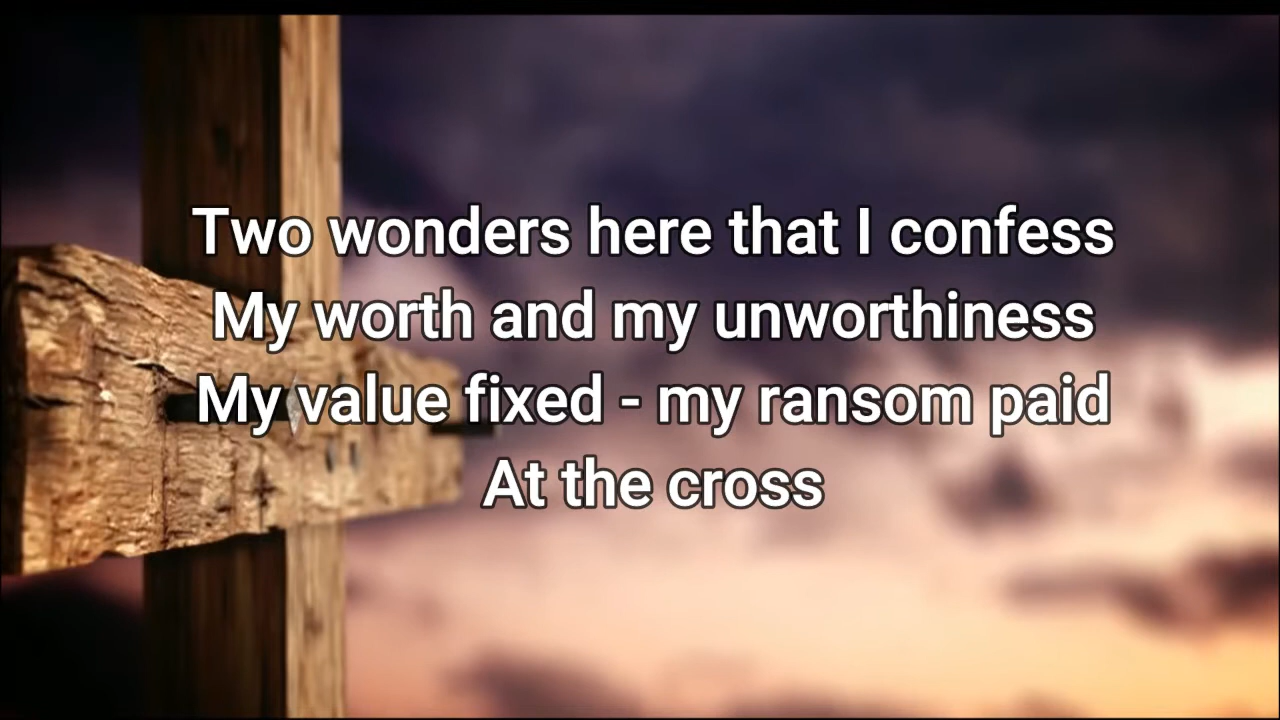 Two wonders here that I confess
My worth and my unworthiness
My value fixed - my ransom paid
At the cross